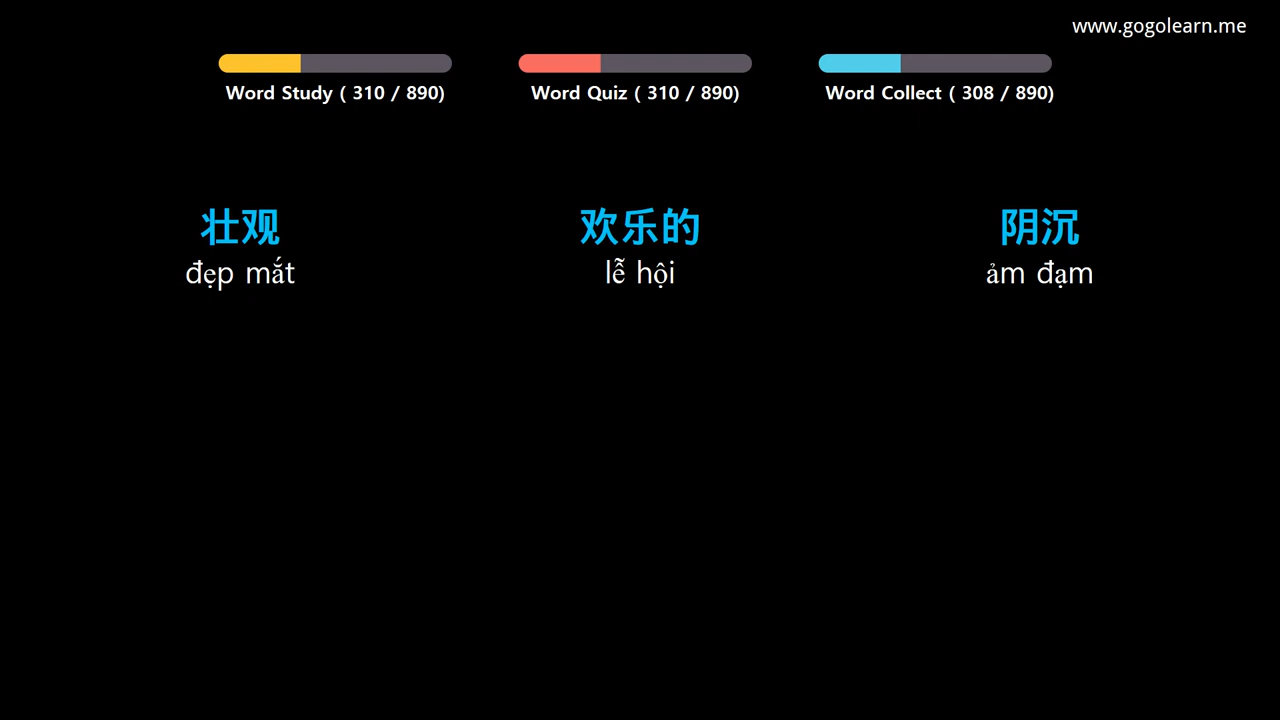 www.gogolearn.me
Word Study ( 310 / 890)
Word Quiz ( 310 / 890)
Word Collect ( 308 / 890)
壮观
đẹp mắt
欢乐的
lễ hội
阴沉
ảm đạm